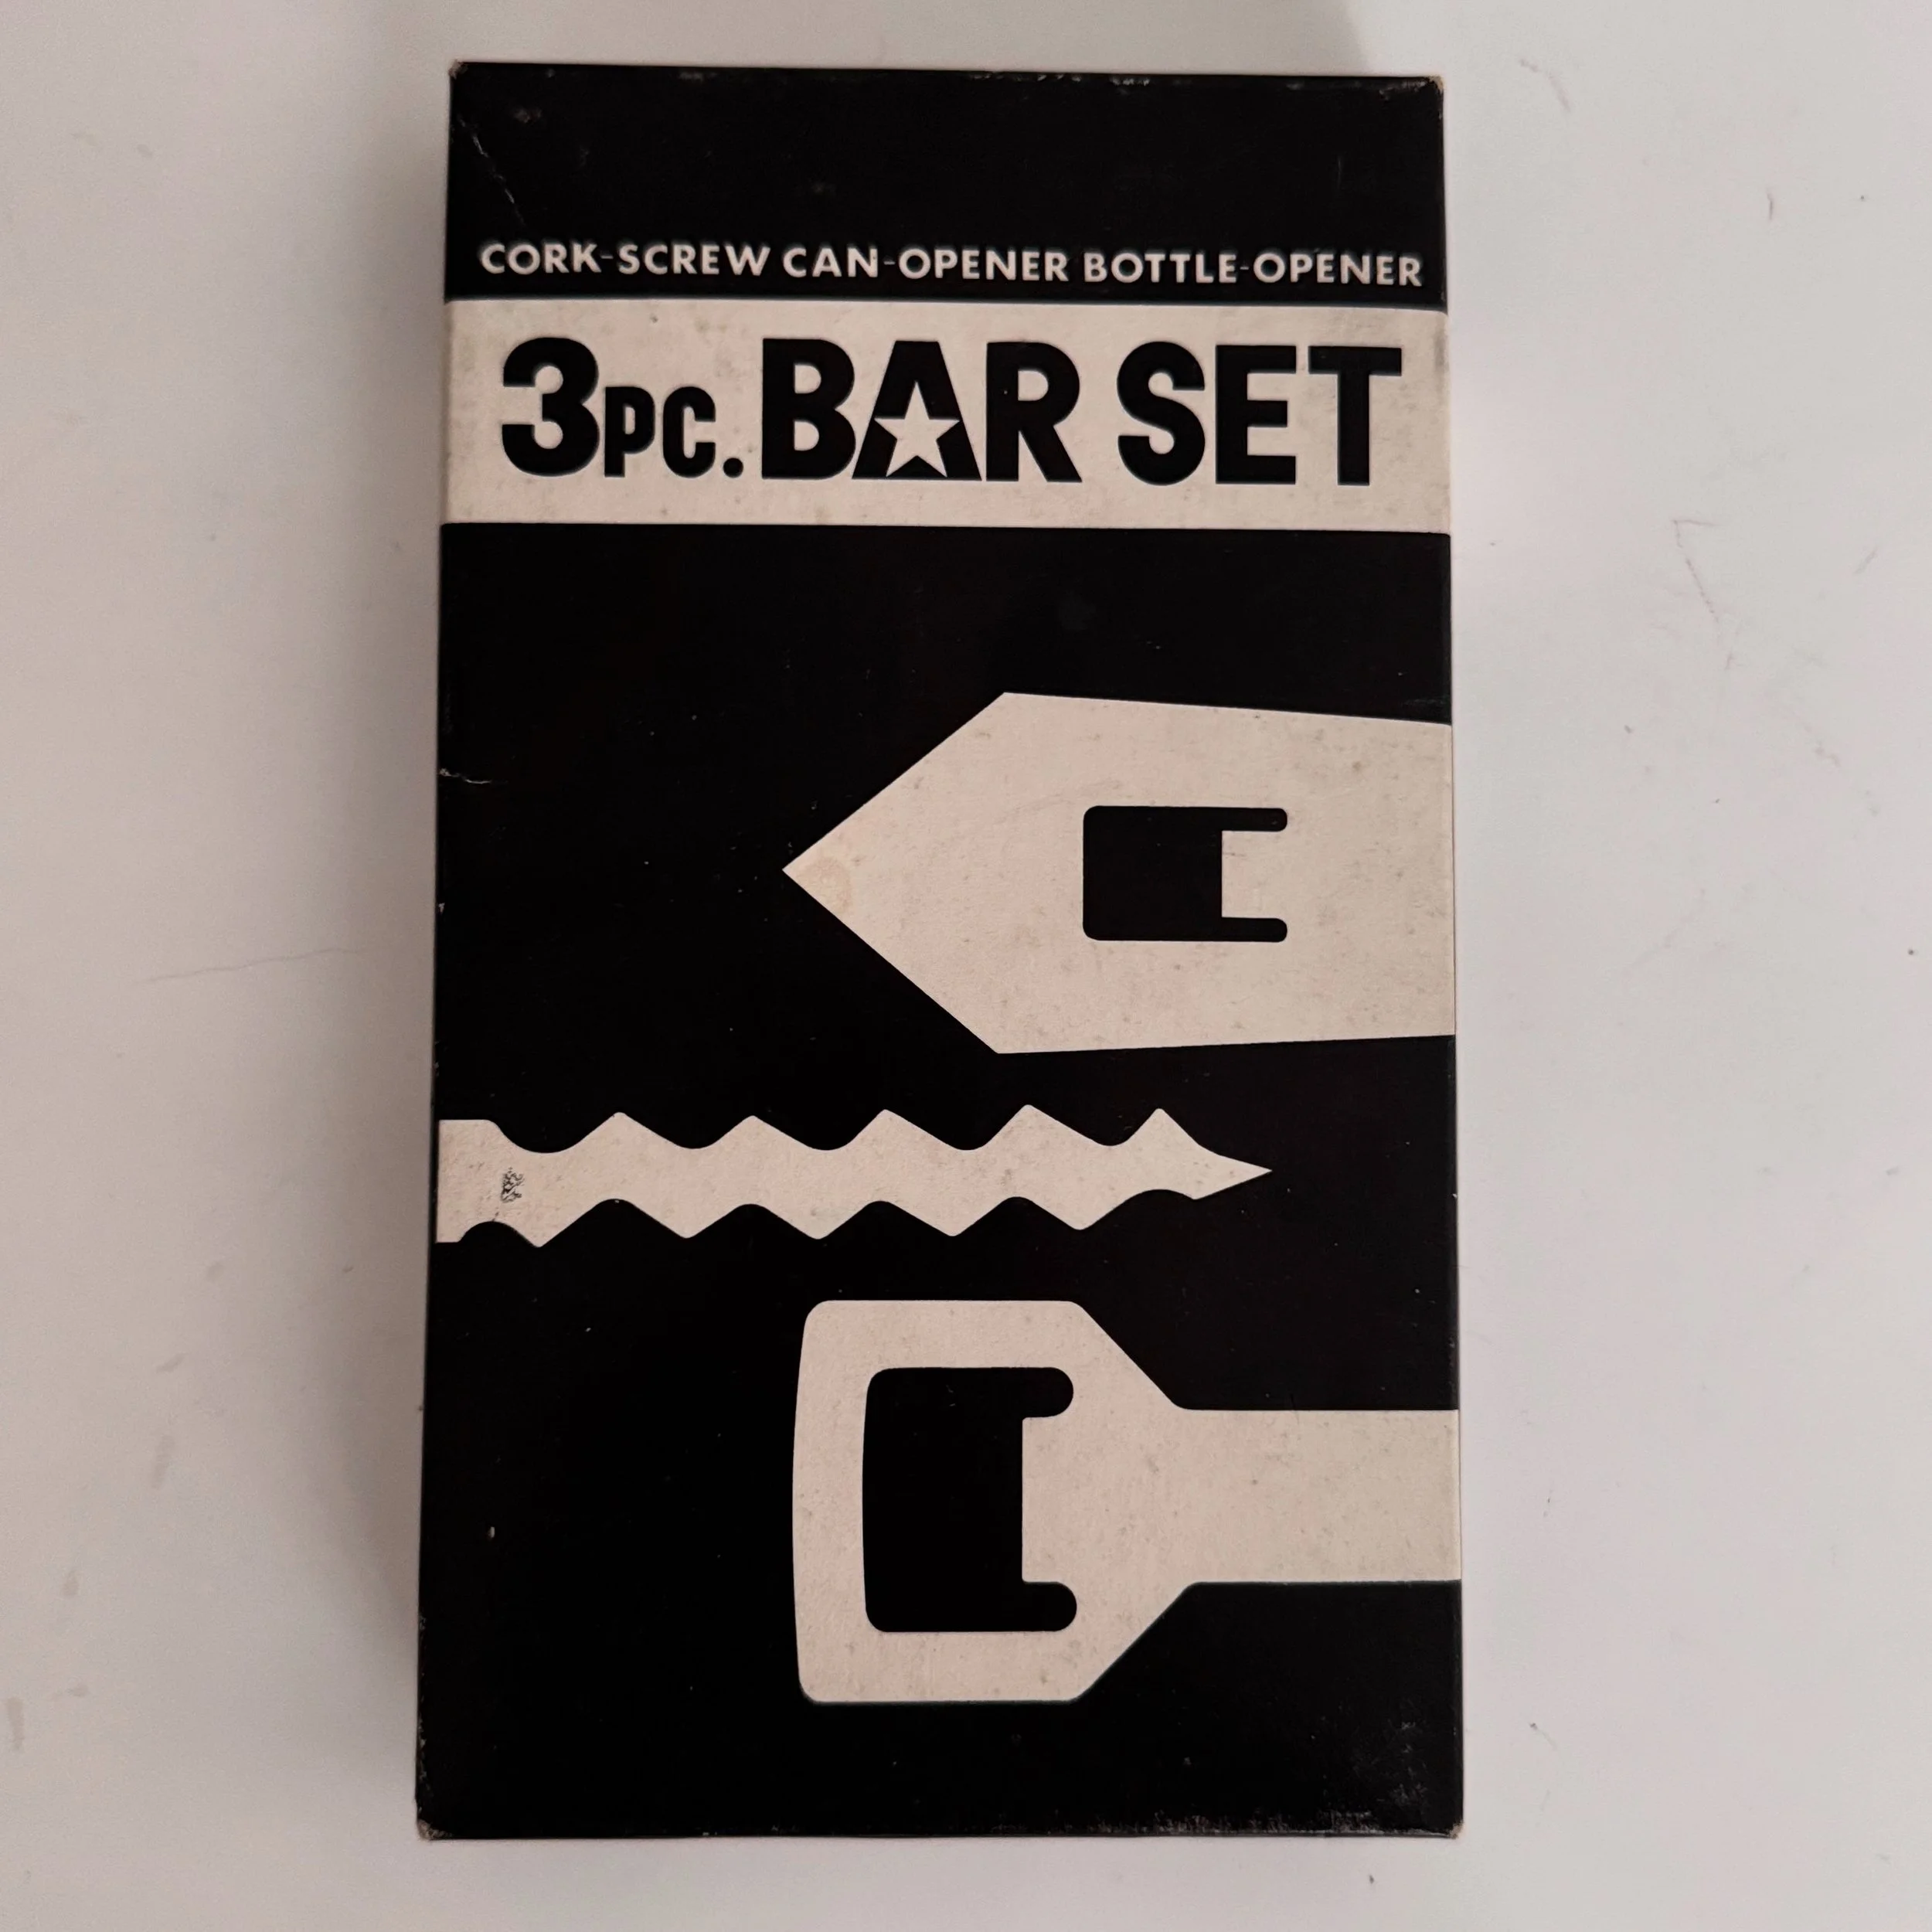 CORK-SCREW CAN-OPENER BOTTLE-OPENER
3PC. BAR SET